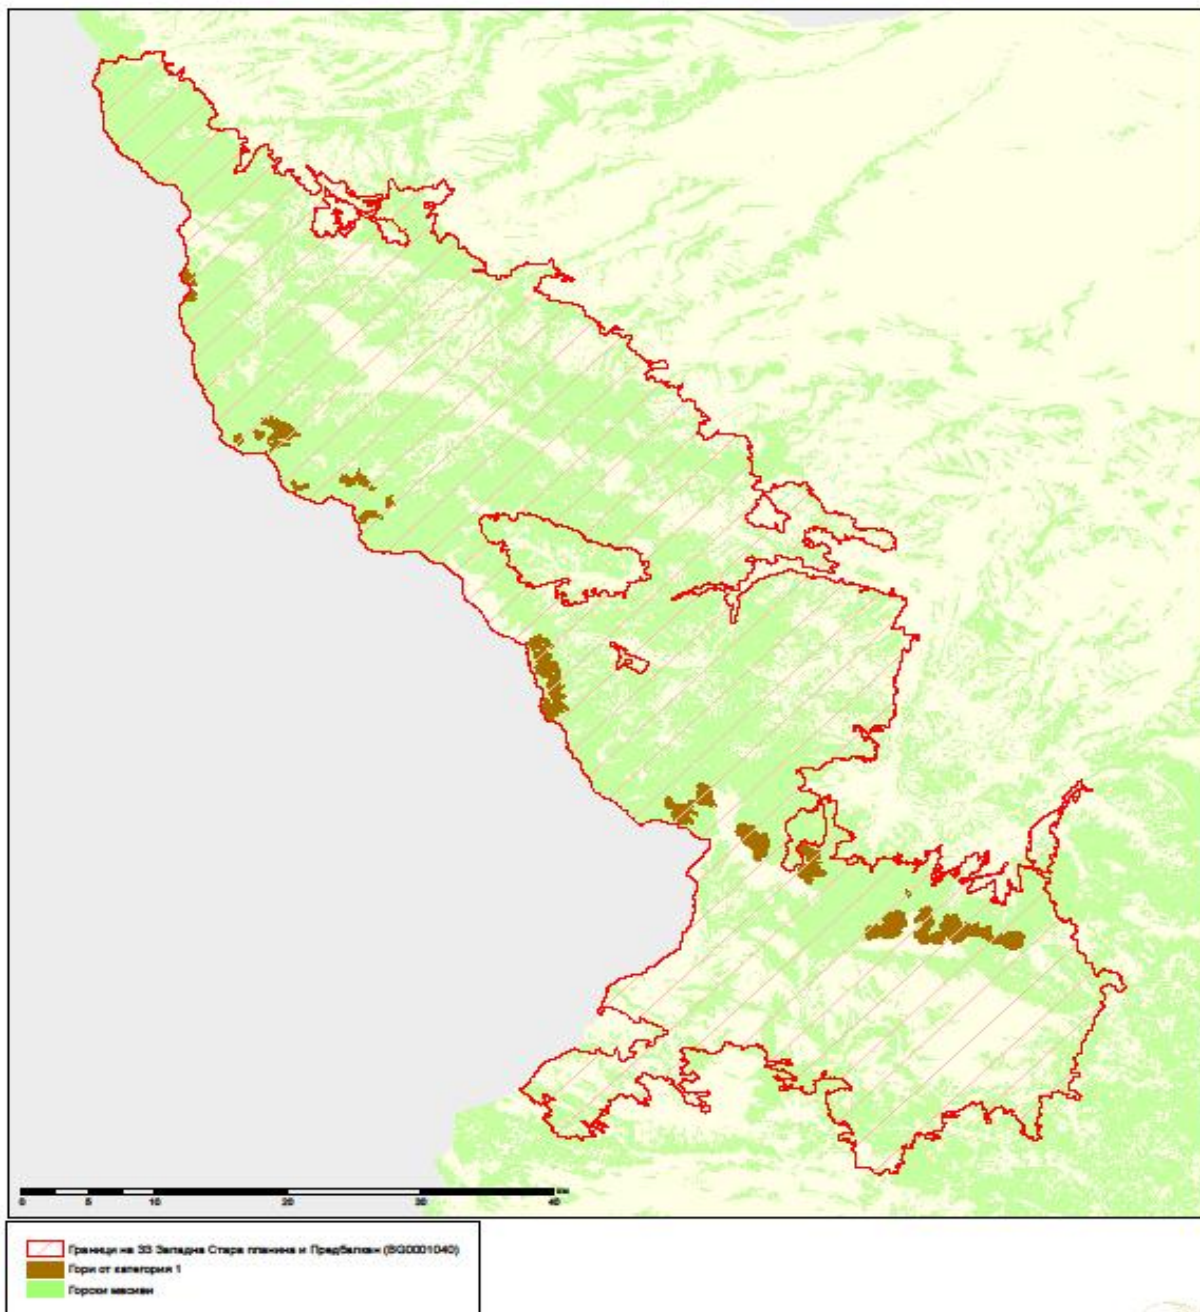 0 5 10 20 30 40
Граници на ЗЗ Западна Стара планина и Предбалкан (BG0001040)
Гори от категория 1
Горски масиви